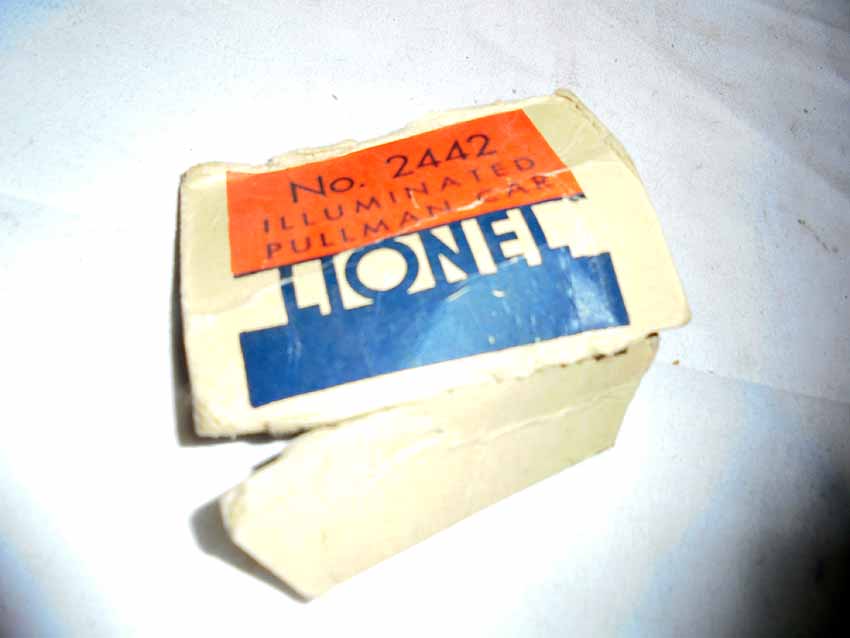 No. 2442
ILLUMINATED
PULLMAN CAR
LIONEL